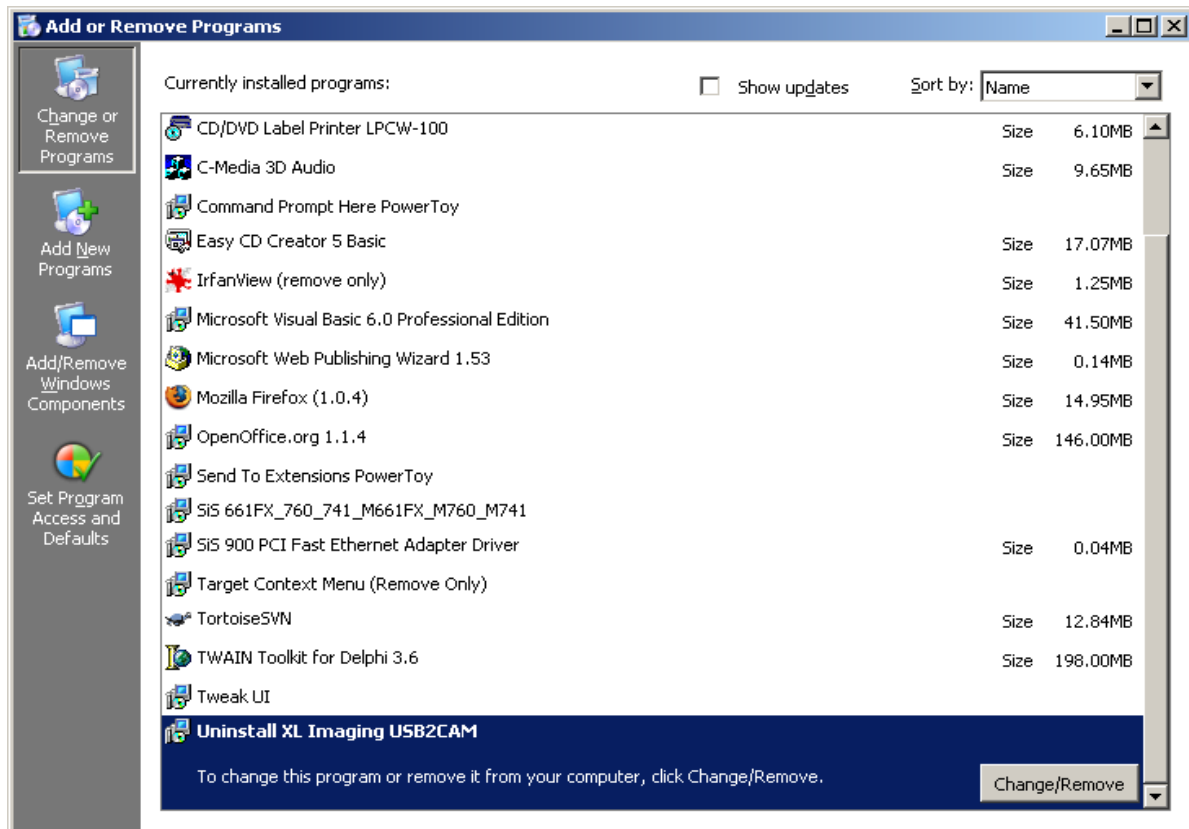 Add or Remove Programs
Change or
Remove
Programs
Add New
Programs
Add/Remove
Windows
Components
Set Program
Access and
Defaults
Currently installed programs:
Show updates
Sort by: Name
CD/DVD Label Printer LPCW-100 Size 6.10MB
C-Media 3D Audio Size 9.65MB
Command Prompt Here PowerToy
Easy CD Creator 5 Basic Size 17.07MB
IrfanView (remove only) Size 1.25MB
Microsoft Visual Basic 6.0 Professional Edition Size 41.50MB
Microsoft Web Publishing Wizard 1.53 Size 0.14MB
Mozilla Firefox (1.0.4) Size 14.95MB
OpenOffice.org 1.1.4 Size 146.00MB
Send To Extensions PowerToy
SiS 661FX_760_741_M661FX_M760_M741
SiS 900 PCI Fast Ethernet Adapter Driver Size 0.04MB
Target Context Menu (Remove Only)
TortoiseSVN Size 12.84MB
TWAIN Toolkit for Delphi 3.6 Size 198.00MB
Tweak UI
Uninstall XL Imaging USB2CAM
To change this program or remove it from your computer, click Change/Remove.
Change/Remove